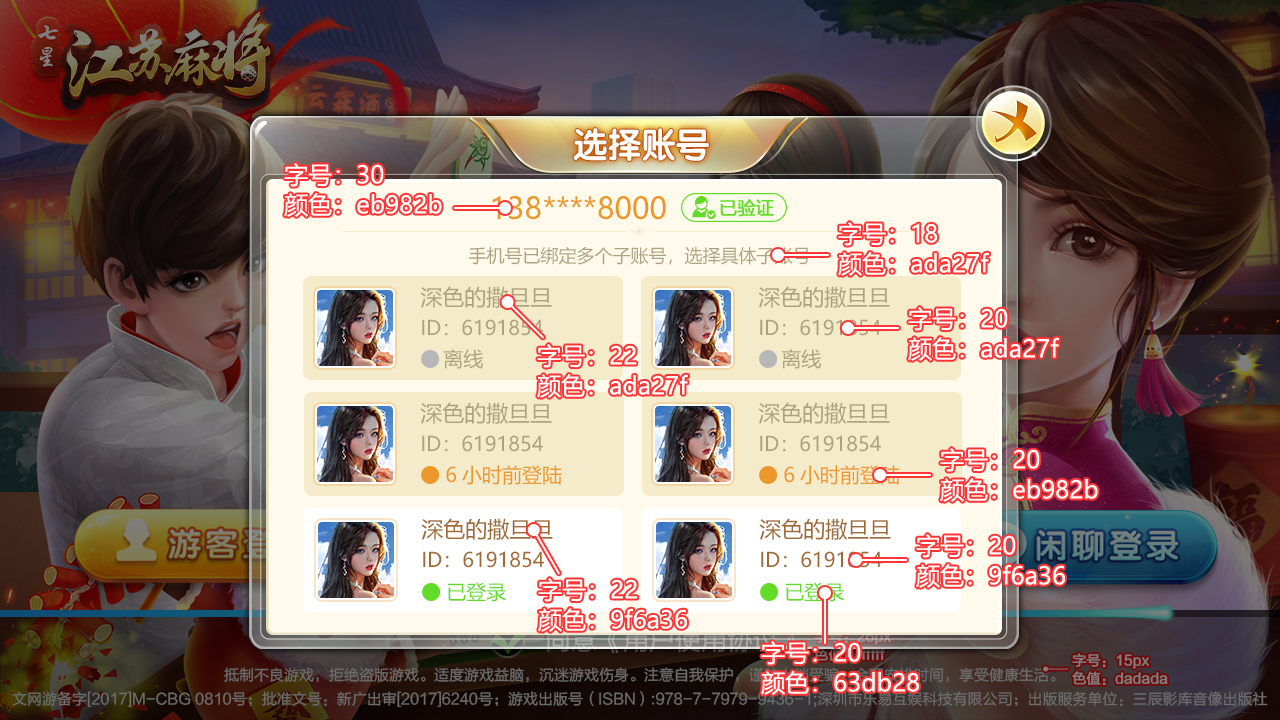 七星
江苏麻将
选择账号
字号：30
颜色：eb982b
138****8000
已验证
手机号已绑定多个子账号，选择具体子账号
字号：18
颜色：ada27f
深色的撒旦旦
ID：6191854
离线
字号：22
颜色：ada27f
深色的撒旦旦
ID：6191854
离线
字号：20
颜色：ada27f
深色的撒旦旦
ID：6191854
6 小时前登陆
深色的撒旦旦
ID：6191854
6 小时前登陆
字号：20
颜色：eb982b
深色的撒旦旦
ID：6191854
已登录
字号：22
颜色：9f6a36
深色的撒旦旦
ID：6191854
已登录
字号：20
颜色：9f6a36
字号：20
颜色：63db28
游客登
闲聊登录
同意《用户使用协议》
抵制不良游戏，拒绝盗版游戏。适度游戏益脑，沉迷游戏伤身。注意自我保护，享受健康生活。
字号：15px
色值：dadada
文网游备字[2017]M-CBG 0810号；批准文号：新广出审[2017]6240号；游戏出版号（ISBN）:978-7-7979-9436-1;深圳市乐易互娱科技有限公司；出版服务单位：三辰影库音像出版社